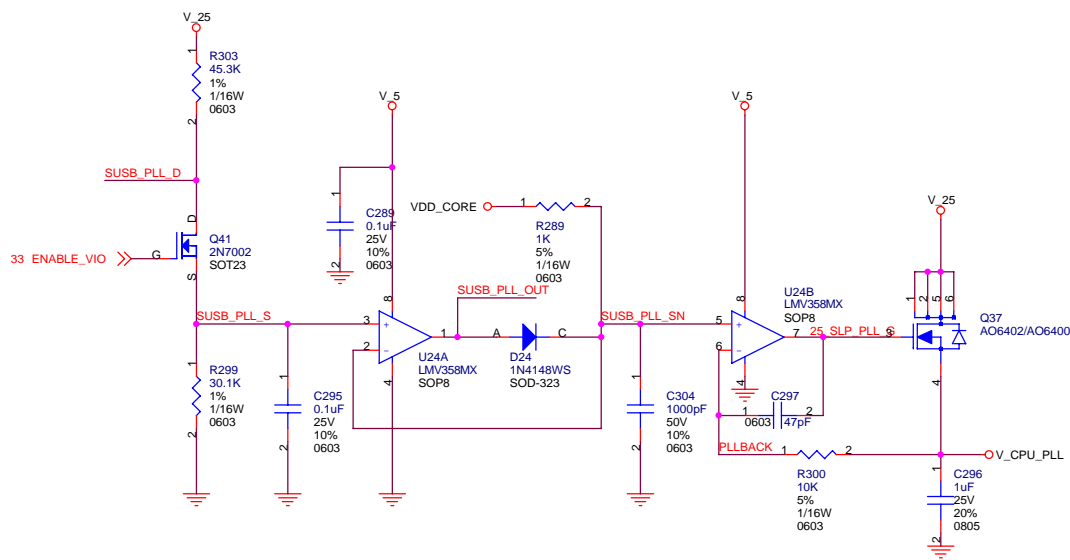 V_25
1
R303
45.3K
1%
1/16W
0603
2
SUSB_PLL_D
D
Q41
2N7002
SOT23
G
S
33 ENABLE_VIO
SUSB_PLL_S
1
R299
30.1K
1%
1/16W
0603
2
1
C295
0.1uF
25V
10%
0603
2
V_5
1
C289
0.1uF
25V
10%
0603
2
8
3
+
2
-
1
4
U24A
LMV358MX
SOP8
SUSB_PLL_OUT
A
C
D24
1N4148WS
SOD-323
VDD_CORE
1
2
R289
1K
5%
1/16W
0603
SUSB_PLL_SN
1
C304
1000pF
50V
10%
0603
2
V_5
8
5
+
6
-
7
4
U24B
LMV358MX
SOP8
25_SLP_PLL_G
3
1
C297
2
0603
47pF
PLLBACK
1
2
R300
10K
5%
1/16W
0603
V_25
1
2
5
6
Q37
AO6402/AO6400
4
V_CPU_PLL
1
C296
1uF
25V
20%
0805
2